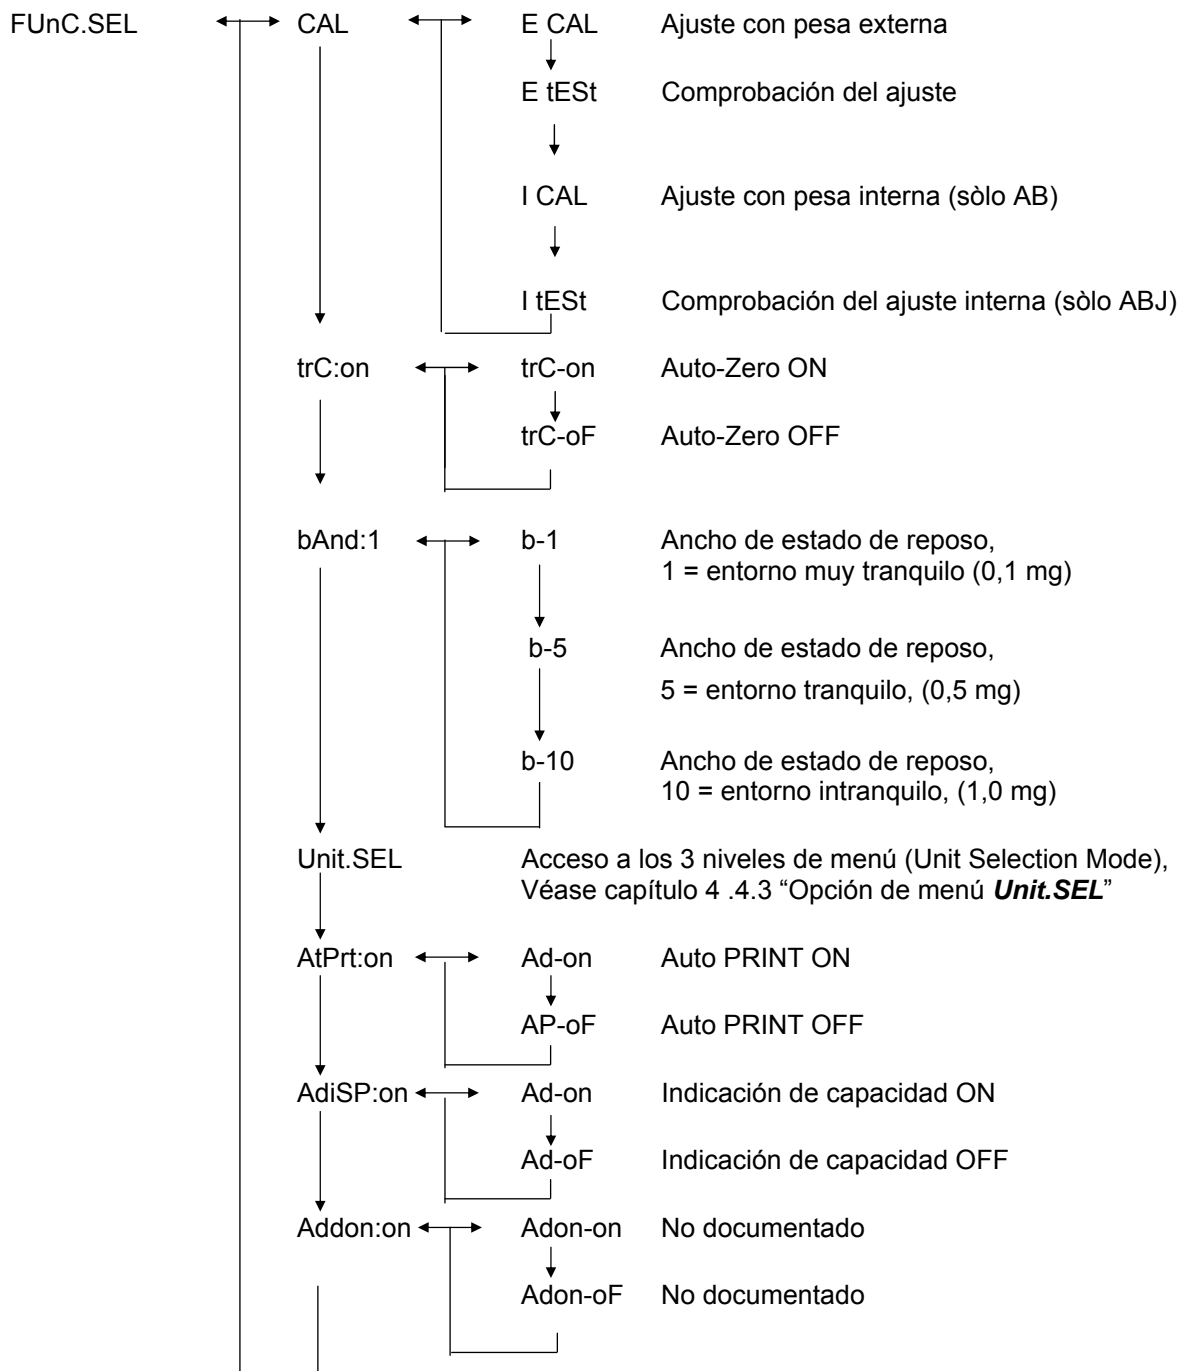 FUnC.SEL CAL E CAL Ajuste con pesa externa
E tESt Comprobación del ajuste
I CAL Ajuste con pesa interna (sòlo AB)
I tESt Comprobación del ajuste interna (sòlo ABJ)
trC:on trC-on Auto-Zero ON
trC-oF Auto-Zero OFF
bAnd:1 b-1 Ancho de estado de reposo,
1 = entorno muy tranquilo (0,1 mg)
b-5 Ancho de estado de reposo,
5 = entorno tranquilo, (0,5 mg)
b-10 Ancho de estado de reposo,
10 = entorno intranquilo, (1,0 mg)
Unit.SEL Acceso a los 3 niveles de menú (Unit Selection Mode),
Véase capítulo 4 .4.3 “Opción de menú Unit.SEL”
AtPrt:on Ad-on Auto PRINT ON
AP-oF Auto PRINT OFF
AdiSP:on Ad-on Indicación de capacidad ON
Ad-oF Indicación de capacidad OFF
Addon:on Adon-on No documentado
Adon-oF No documentado